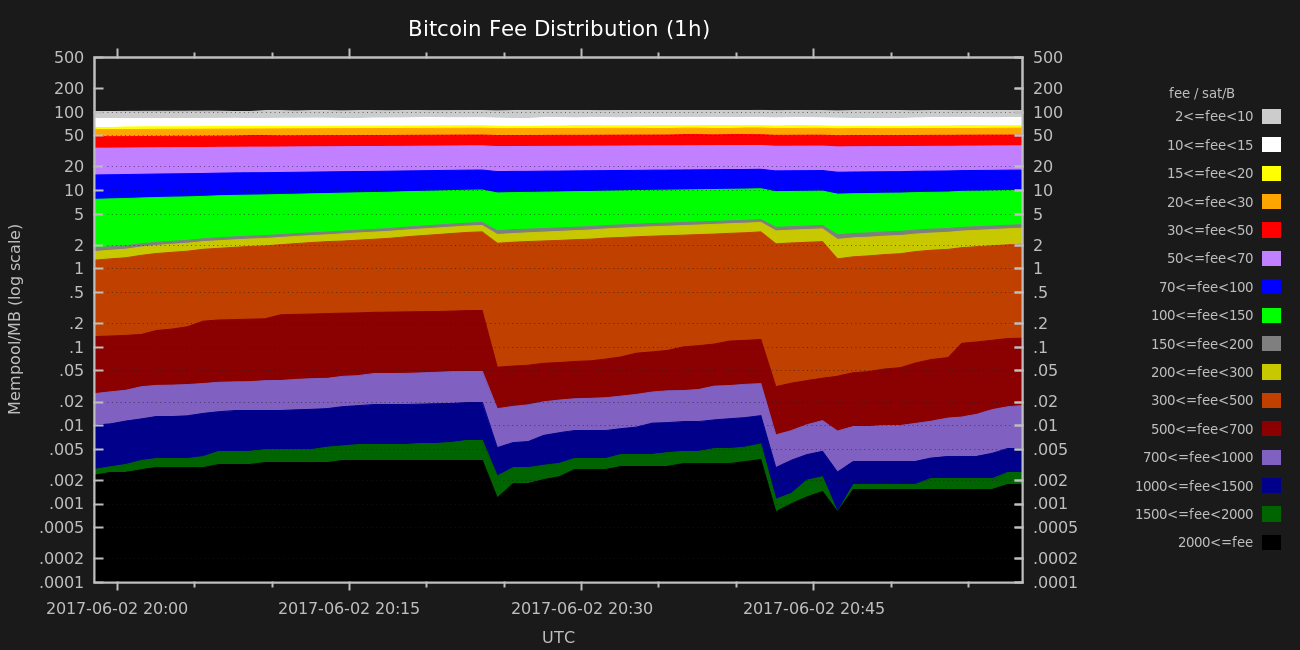 Bitcoin Fee Distribution (1h)
500
200
100
50
20
10
5
2
1
.5
.2
.1
.05
.02
.01
.005
.002
.001
.0005
.0002
.0001
Mempool/MB (log scale)
500
200
100
50
20
10
5
2
1
.5
.2
.1
.05
.02
.01
.005
.002
.001
.0005
.0002
.0001
2017-06-02 20:00
2017-06-02 20:15
2017-06-02 20:30
2017-06-02 20:45
UTC
fee / sat/B
2<=fee<10
10<=fee<15
15<=fee<20
20<=fee<30
30<=fee<50
50<=fee<70
70<=fee<100
100<=fee<150
150<=fee<200
200<=fee<300
300<=fee<500
500<=fee<700
700<=fee<1000
1000<=fee<1500
1500<=fee<2000
2000<=fee